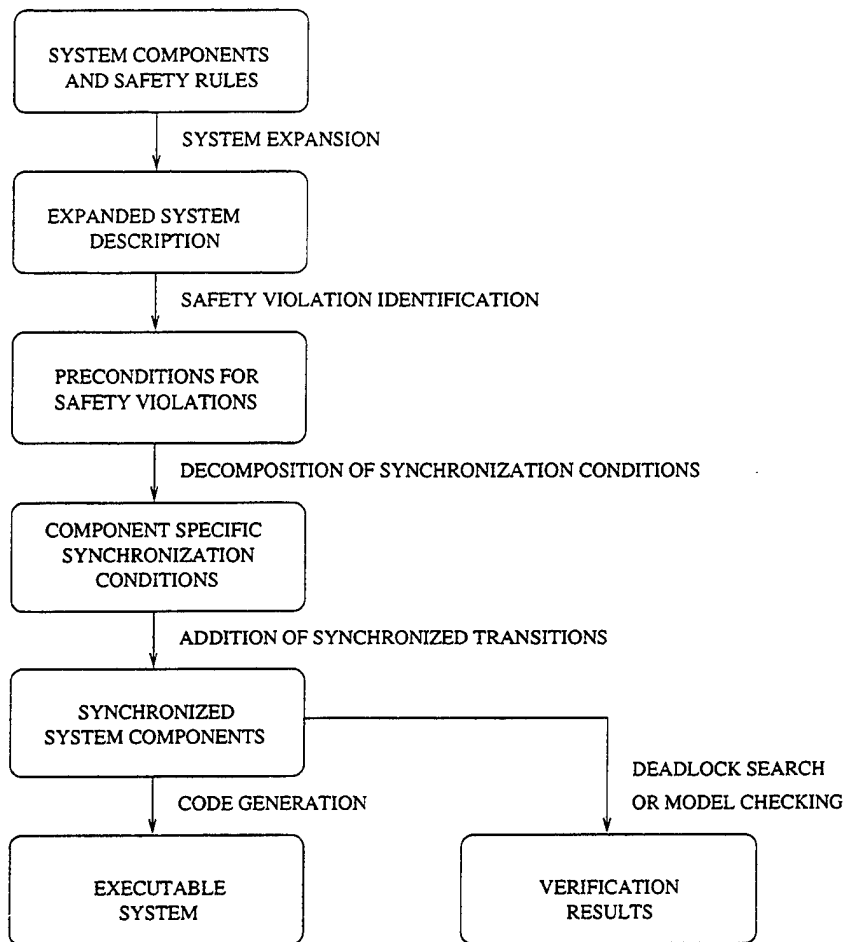 SYSTEM COMPONENTS
AND SAFETY RULES
SYSTEM EXPANSION
EXPANDED SYSTEM
DESCRIPTION
SAFETY VIOLATION IDENTIFICATION
PRECONDITIONS FOR
SAFETY VIOLATIONS
DECOMPOSITION OF SYNCHRONIZATION CONDITIONS
COMPONENT SPECIFIC
SYNCHRONIZATION
CONDITIONS
ADDITION OF SYNCHRONIZED TRANSITIONS
SYNCHRONIZED
SYSTEM COMPONENTS
CODE GENERATION
DEADLOCK SEARCH
OR MODEL CHECKING
EXECUTABLE
SYSTEM
VERIFICATION
RESULTS